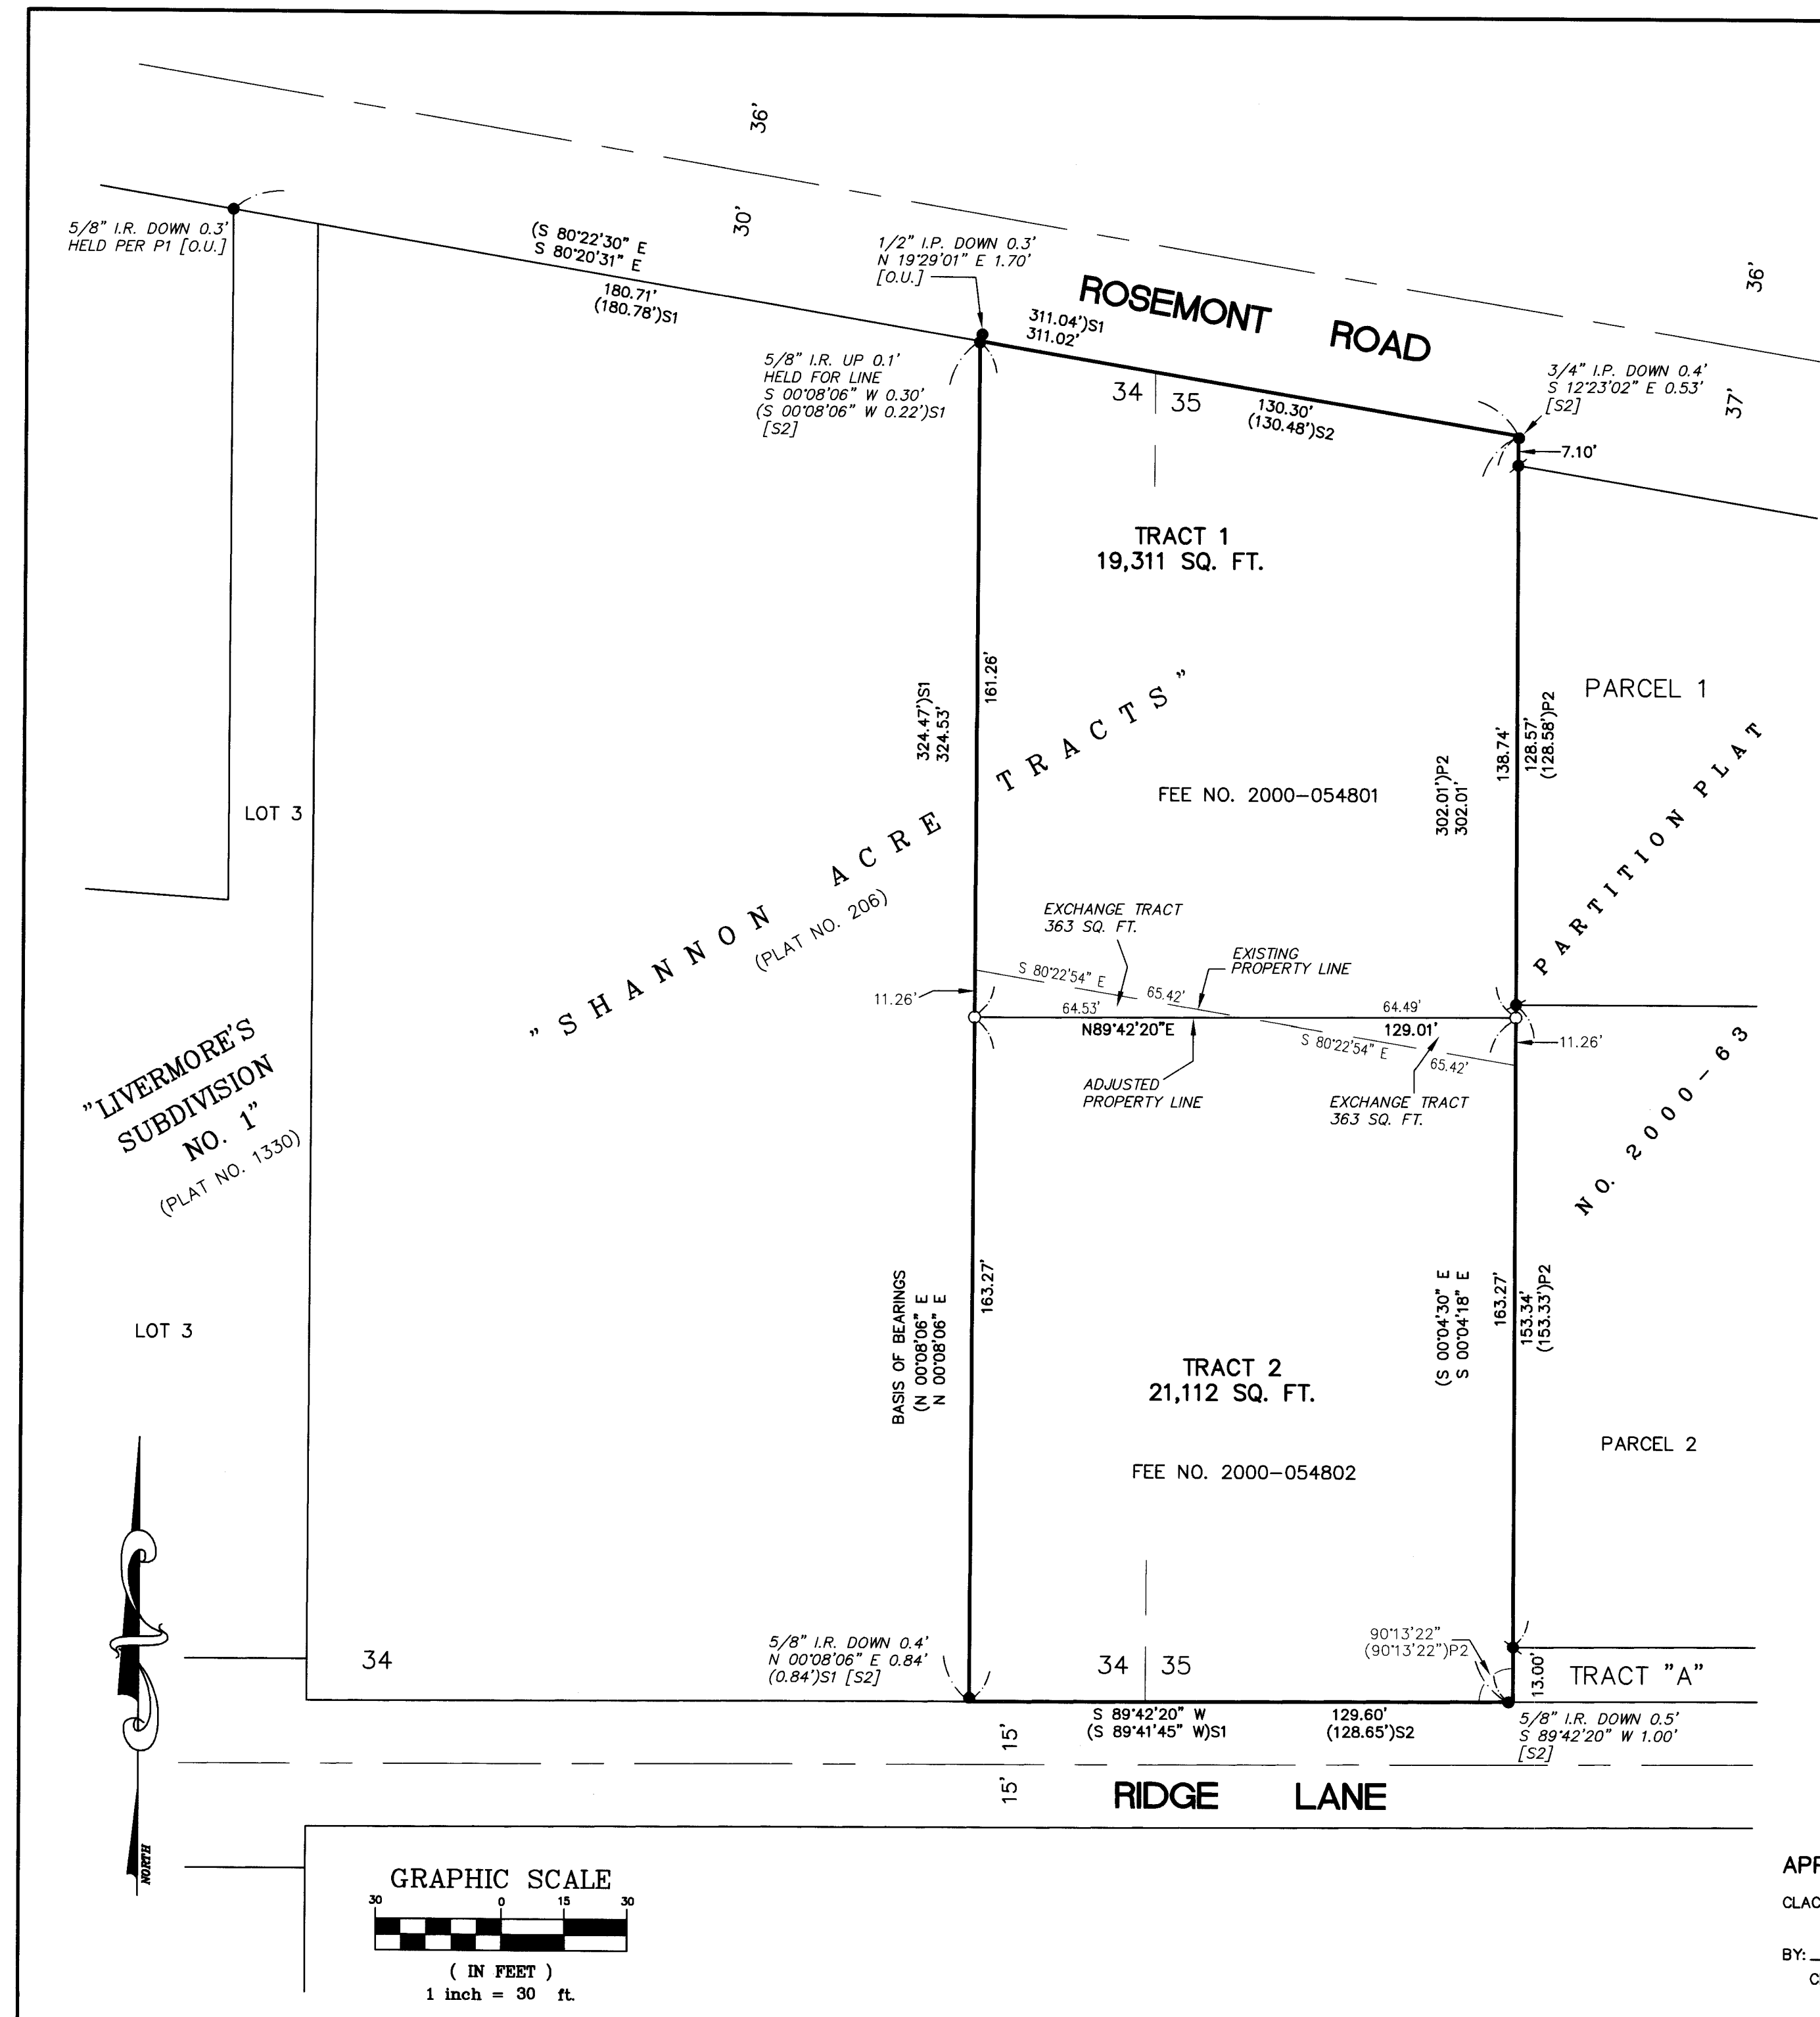 36'
30'
36'
37'
5/8" I.R. DOWN 0.3'
HELD PER P1 [O.U.]
(S 80°22'30" E
S 80°20'31" E
180.71'
(180.78')S1
1/2" I.P. DOWN 0.3'
N 19°29'01" E 1.70'
[O.U.]
ROSEMONT ROAD
311.04')S1
311.02'
5/8" I.R. UP 0.1'
HELD FOR LINE
S 00°08'06" W 0.30'
(S 00°08'06" W 0.22')S1
[S2]
34
35
130.30'
(130.48')S2
3/4" I.P. DOWN 0.4'
S 12°23'02" E 0.53'
[S2]
7.10'
TRACT 1
19,311 SQ. FT.
161.26'
324.47')S1
324.53'
PARCEL 1
138.74'
128.57'
(128.58')P2
302.01')P2
302.01'
FEE NO. 2000-054801
LOT 3
"SHANNON ACRE TRACTS"
(PLAT NO. 206)
PARTITION PLAT
NO. 2000-63
EXCHANGE TRACT
363 SQ. FT.
EXISTING
PROPERTY LINE
S 80°22'54" E
65.42'
11.26'
64.53'
64.49'
N89°42'20"E
129.01'
S 80°22'54" E
65.42'
11.26'
ADJUSTED
PROPERTY LINE
EXCHANGE TRACT
363 SQ. FT.
"LIVERMORE'S
SUBDIVISION
NO. 1"
(PLAT NO. 1330)
LOT 3
BASIS OF BEARINGS
(N 00°08'06" E
N 00°08'06" E
163.27'
(S 00°04'30" E
S 00°04'18" E
163.27'
153.34'
(153.33')P2
TRACT 2
21,112 SQ. FT.
FEE NO. 2000-054802
PARCEL 2
34
5/8" I.R. DOWN 0.4'
N 00°08'06" E 0.84'
(0.84')S1 [S2]
34
35
90°13'22"
(90°13'22")P2
13.00'
TRACT "A"
S 89°42'20" W
(S 89°41'45" W)S1
129.60'
(128.65')S2
5/8" I.R. DOWN 0.5'
S 89°42'20" W 1.00'
[S2]
15'
15'
RIDGE LANE
NORTH
GRAPHIC SCALE
30 0 15 30
( IN FEET )
1 inch = 30 ft.
BY: